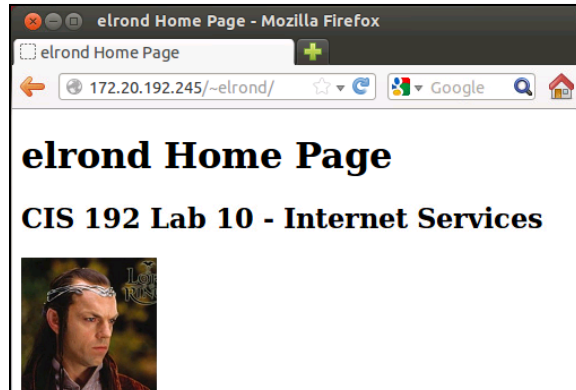 elrond Home Page - Mozilla Firefox
elrond Home Page
172.20.192.245/~elrond/ Google
elrond Home Page
CIS 192 Lab 10 - Internet Services